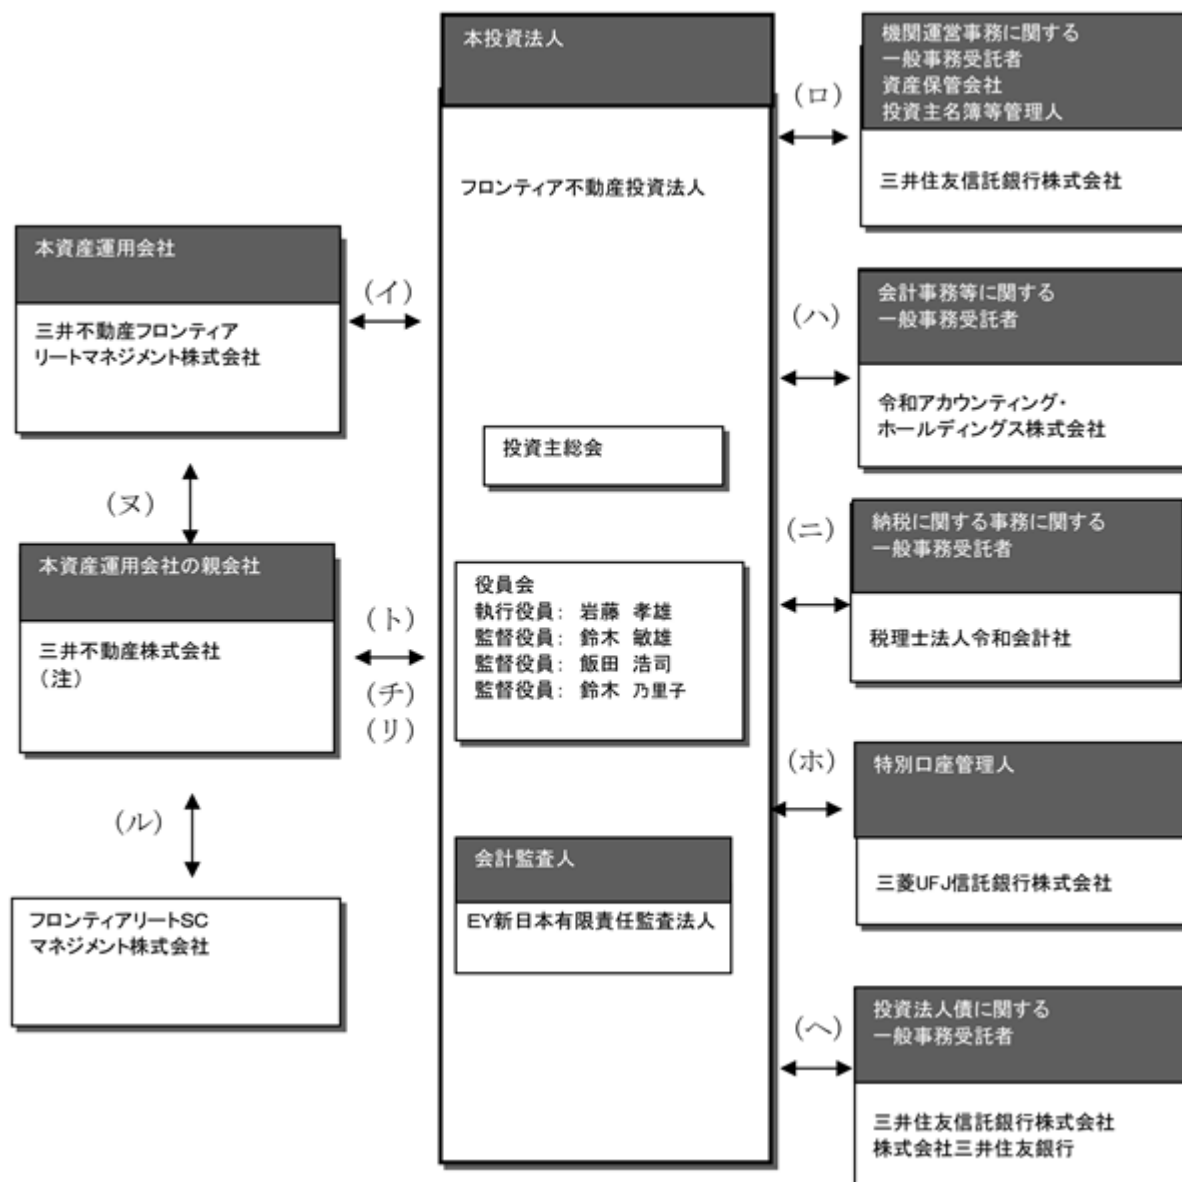 本投資法人
フロンティア不動産投資法人
投資主総会
役員会
執行役員： 岩藤 孝雄
監督役員： 鈴木 敏雄
監督役員： 飯田 浩司
監督役員： 鈴木 乃里子
会計監査人
EY新日本有限責任監査法人
本資産運用会社
三井不動産フロンティア
リートマネジメント株式会社
（イ）
（ヌ）
本資産運用会社の親会社
三井不動産株式会社
（注）
（ト）
（チ）
（リ）
（ル）
フロンティアリートSC
マネジメント株式会社
（ロ）
機関運営事務に関する
一般事務受託者
資産保管会社
投資主名簿等管理人
三井住友信託銀行株式会社
（ハ）
会計事務等に関する
一般事務受託者
令和アカウンティング・
ホールディングス株式会社
（ニ）
納税に関する事務に関する
一般事務受託者
税理士法人令和会計社
（ホ）
特別口座管理人
三菱UFJ信託銀行株式会社
（ヘ）
投資法人債に関する
一般事務受託者
三井住友信託銀行株式会社
株式会社三井住友銀行